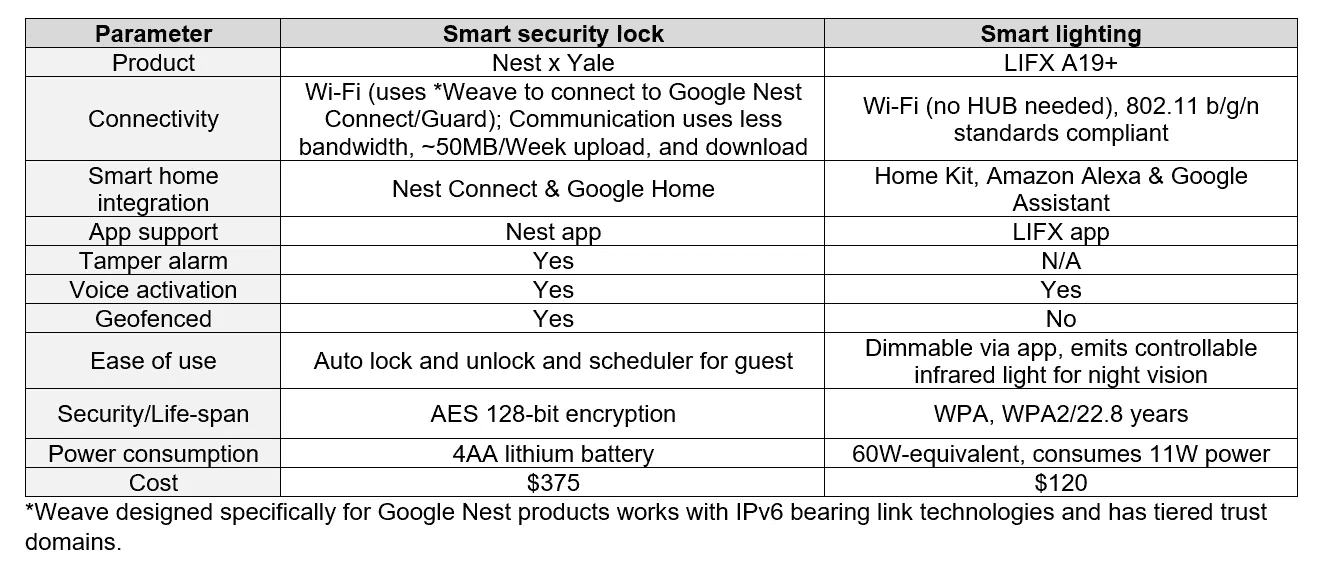 Parameter Smart security lock Smart lighting
Product Nest x Yale LIFX A19+
Connectivity
Wi-Fi (uses *Weave to connect to Google Nest
Connect/Guard); Communication uses less
bandwidth, ~50MB/Week upload, and download
Wi-Fi (no HUB needed), 802.11 b/g/n
standards compliant
Smart home
integration
Nest Connect & Google Home
Home Kit, Amazon Alexa & Google
Assistant
App support Nest app LIFX app
Tamper alarm Yes N/A
Voice activation Yes Yes
Geofenced Yes No
Ease of use
Auto lock and unlock and scheduler for guest
Dimmable via app, emits controllable
infrared light for night vision
Security/Life-span AES 128-bit encryption WPA, WPA2/22.8 years
Power consumption 4AA lithium battery 60W-equivalent, consumes 11W power
Cost $375 $120
*Weave designed specifically for Google Nest products works with IPv6 bearing link technologies and has tiered trust
domains.